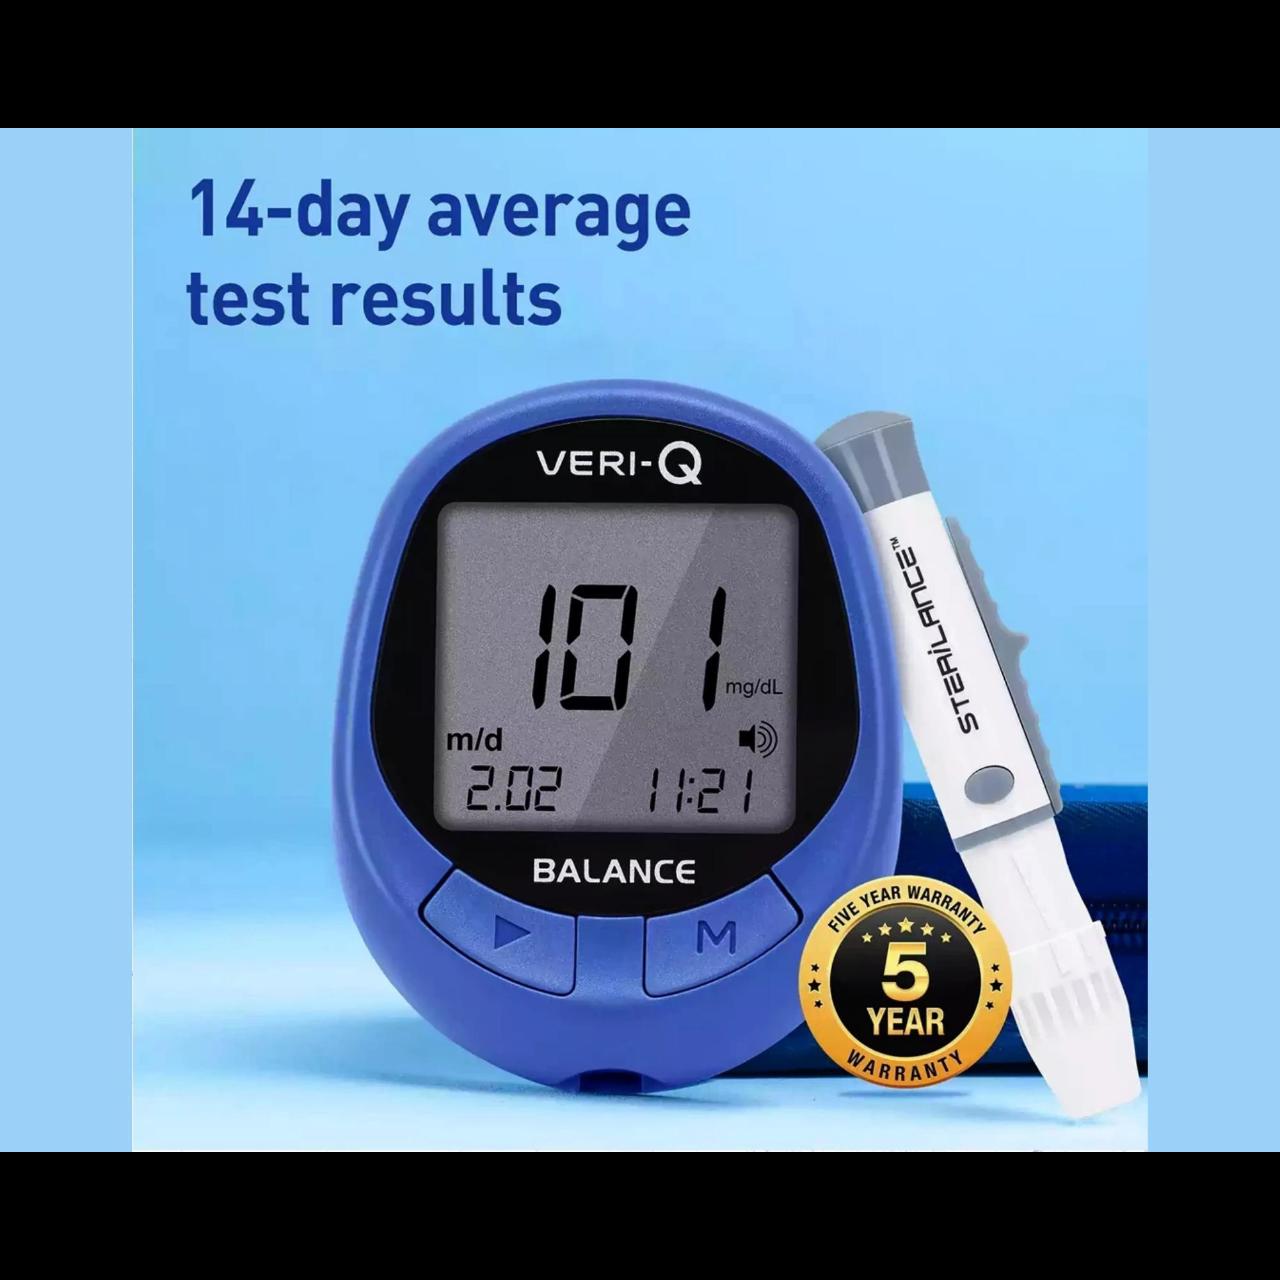 14-day average
test results
VERI-Q
101
mg/dL
m/d
2.02 11:21
BALANCE
M
STERiLANCE™
FIVE YEAR WARRANTY
5
YEAR
WARRANTY